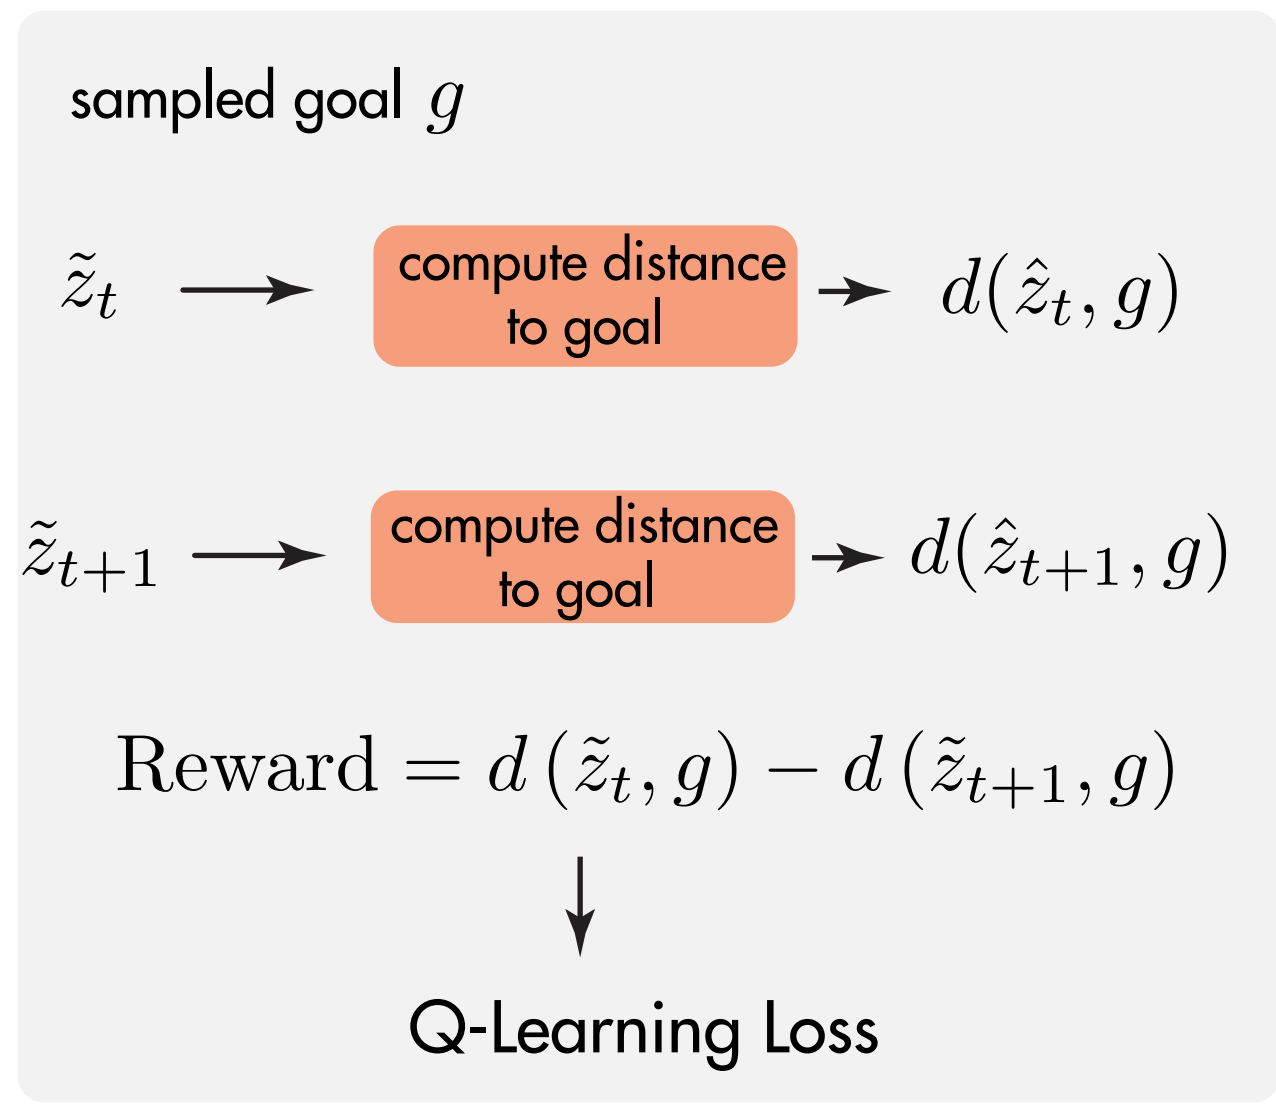 sampled goal g
z̃_t
compute distance
to goal
d(ẑ_t, g)
z̃_{t+1}
compute distance
to goal
d(ẑ_{t+1}, g)
Reward = d (z̃_t, g) − d (z̃_{t+1}, g)
Q-Learning Loss